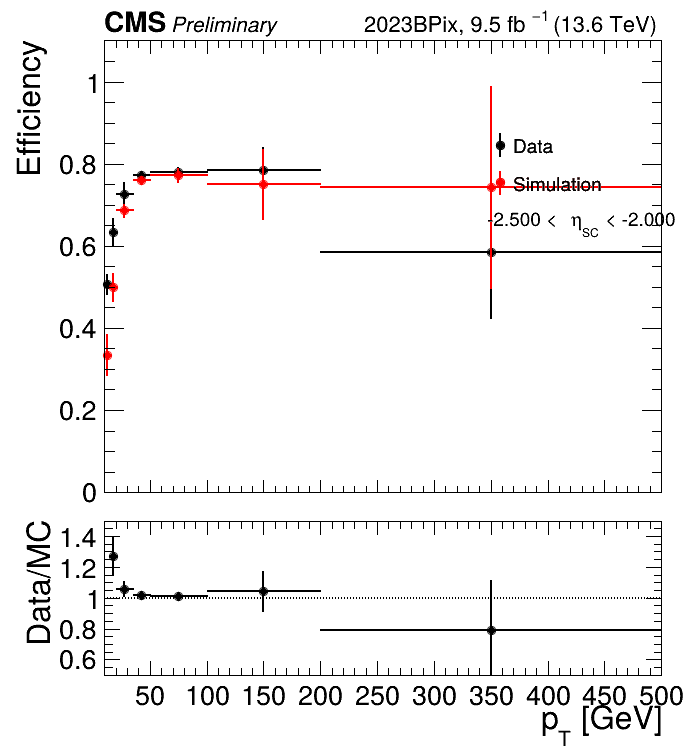 CMS Preliminary 2023BPix, 9.5 fb⁻¹ (13.6 TeV)
Efficiency
1
0.8
0.6
0.4
0.2
0
Data
Simulation
-2.500 < η_SC < -2.000
Data/MC
1.4
1.2
1
0.8
0.6
50 100 150 200 250 300 350 400 450 500
p_T [GeV]